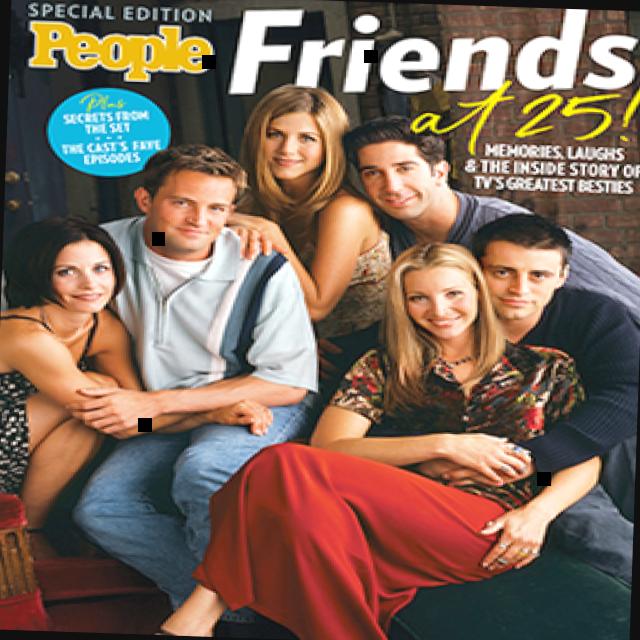 SPECIAL EDITION
People
Friends
at 25!
Plus
SECRETS FROM
THE SET
THE CAST'S FAVE
EPISODES
MEMORIES, LAUGHS
& THE INSIDE STORY OF
TV'S GREATEST BESTIES